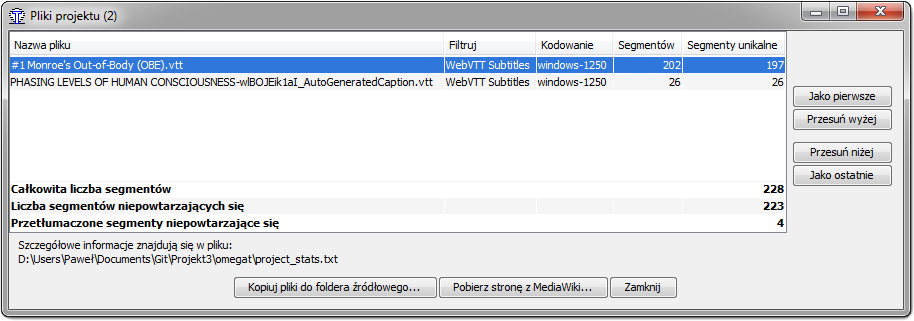 Pliki projektu (2)
Nazwa pliku Filtruj Kodowanie Segmentów Segmenty unikalne
#1 Monroe's Out-of-Body (OBE).vtt WebVTT Subtitles windows-1250 202 197
PHASING LEVELS OF HUMAN CONSCIOUSNESS-wlBOJEik1aI_AutoGeneratedCaption.vtt WebVTT Subtitles windows-1250 26 26
Jako pierwsze
Przesuń wyżej
Przesuń niżej
Jako ostatnie
Całkowita liczba segmentów 228
Liczba segmentów niepowtarzających się 223
Przetłumaczone segmenty niepowtarzające się 4
Szczegółowe informacje znajdują się w pliku:
D:\Users\Paweł\Documents\Git\Projekt3\omegat\project_stats.txt
Kopiuj pliki do foldera źródłowego... Pobierz stronę z MediaWiki... Zamknij